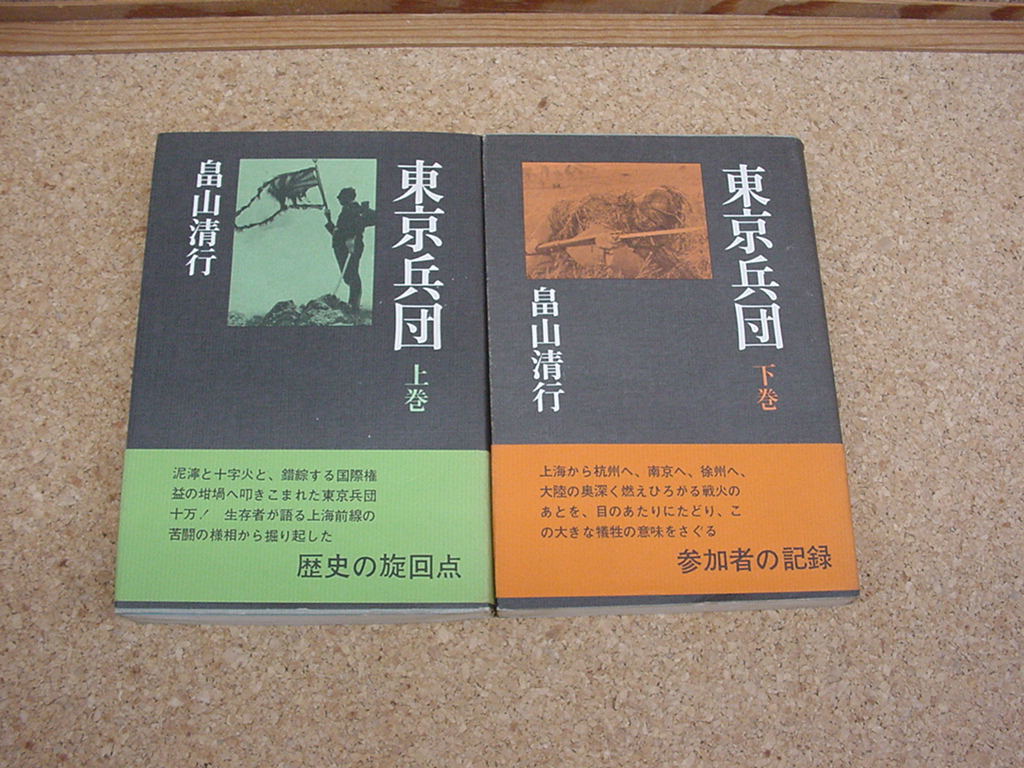 東京兵団
上巻
畠山清行
泥濘と十字火と、錯綜する国際権
益の坩堝へ叩きこまれた東京兵団
十万！　生存者が語る上海前線の
苦闘の様相から掘り起した
歴史の旋回点
東京兵団
下巻
畠山清行
上海から杭州へ、南京へ、徐州へ、
大陸の奥深く燃えひろがる戦火の
あとを、目のあたりにたどり、こ
の大きな犠牲の意味をさぐる
参加者の記録